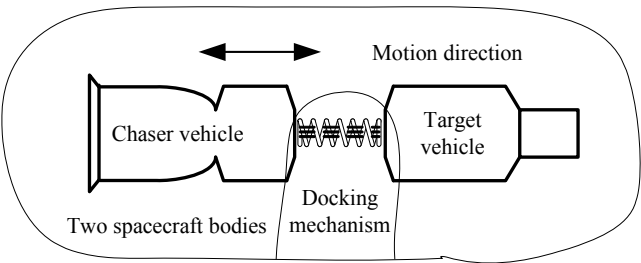 Motion direction
Chaser vehicle
Target
vehicle
Docking
mechanism
Two spacecraft bodies